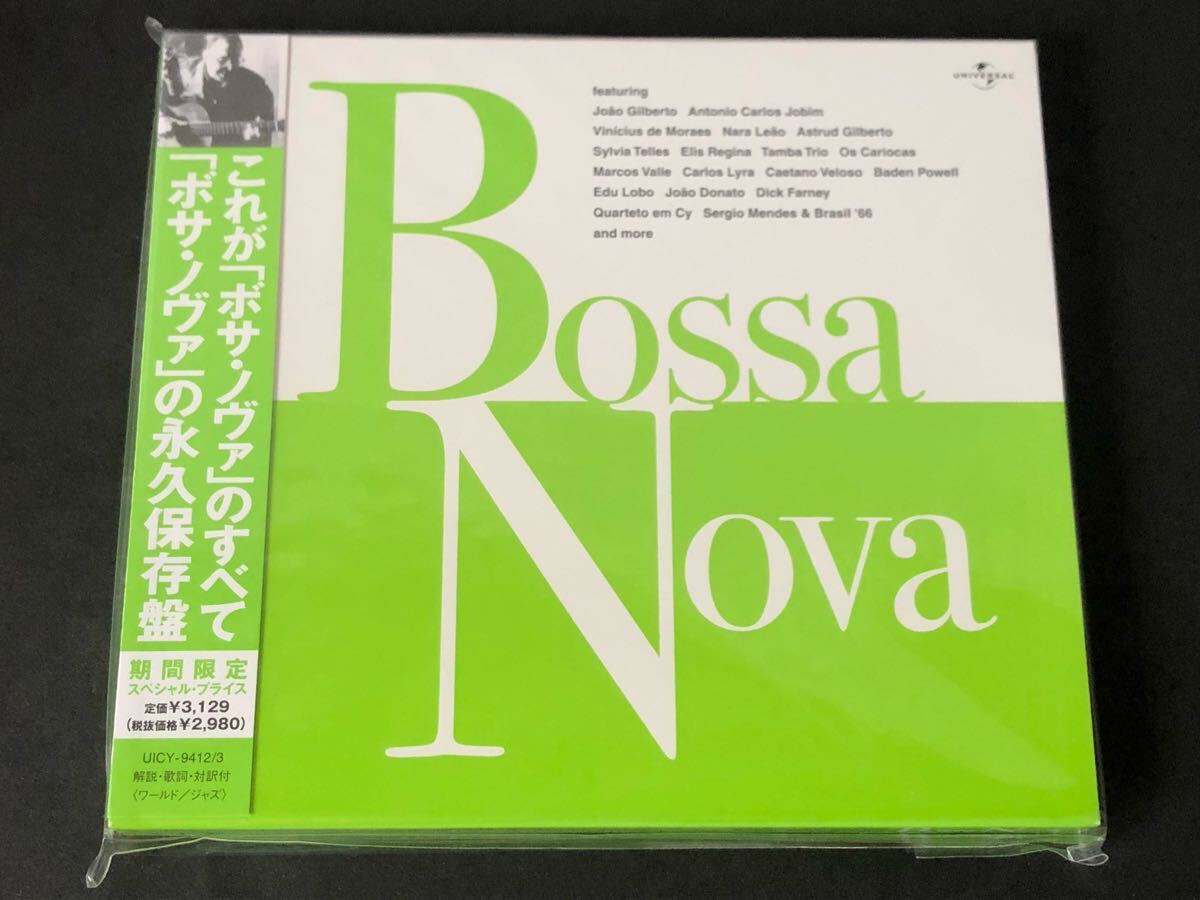 これが「ボサ・ノヴァ」のすべて
「ボサ・ノヴァ」の永久保存盤
期間限定
スペシャル・プライス
定価¥3,129
(税抜価格¥2,980)
UICY-9412/3
解説・歌詞・対訳付
〈ワールド/ジャズ〉
UNIVERSAL
featuring
João Gilberto Antonio Carlos Jobim
Vinícius de Moraes Nara Leão Astrud Gilberto
Sylvia Telles Elis Regina Tamba Trio Os Cariocas
Marcos Valle Carlos Lyra Caetano Veloso Baden Powell
Edu Lobo João Donato Dick Farney
Quarteto em Cy Sergio Mendes & Brasil '66
and more
Bossa
Nova